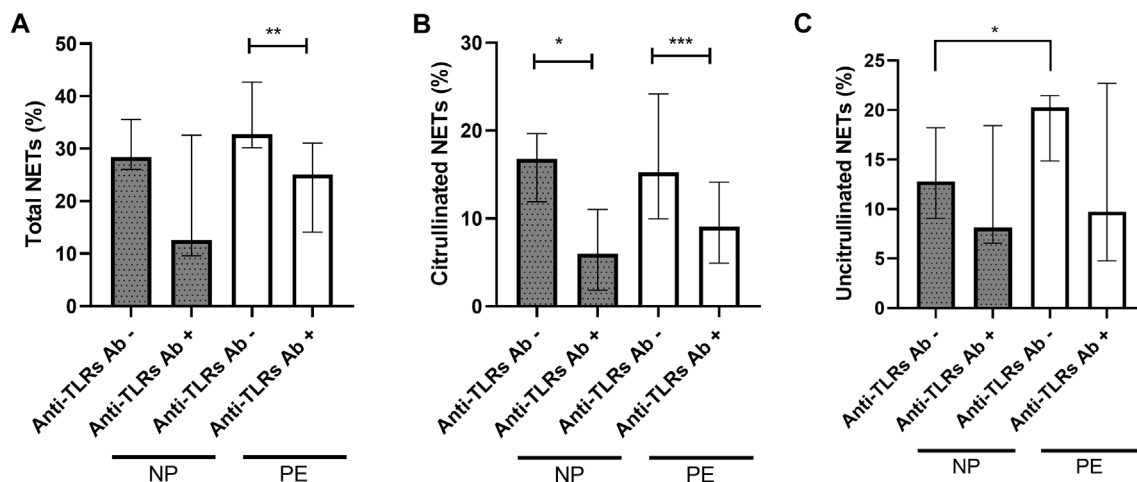 A
Total NETs (%)
50
40
30
20
10
0
**
Anti-TLRs Ab -
Anti-TLRs Ab +
Anti-TLRs Ab -
Anti-TLRs Ab +
NP
PE
B
Citrullinated NETs (%)
30
20
10
0
*
***
Anti-TLRs Ab -
Anti-TLRs Ab +
Anti-TLRs Ab -
Anti-TLRs Ab +
NP
PE
C
Uncitrullinated NETs (%)
25
20
15
10
5
0
*
Anti-TLRs Ab -
Anti-TLRs Ab +
Anti-TLRs Ab -
Anti-TLRs Ab +
NP
PE